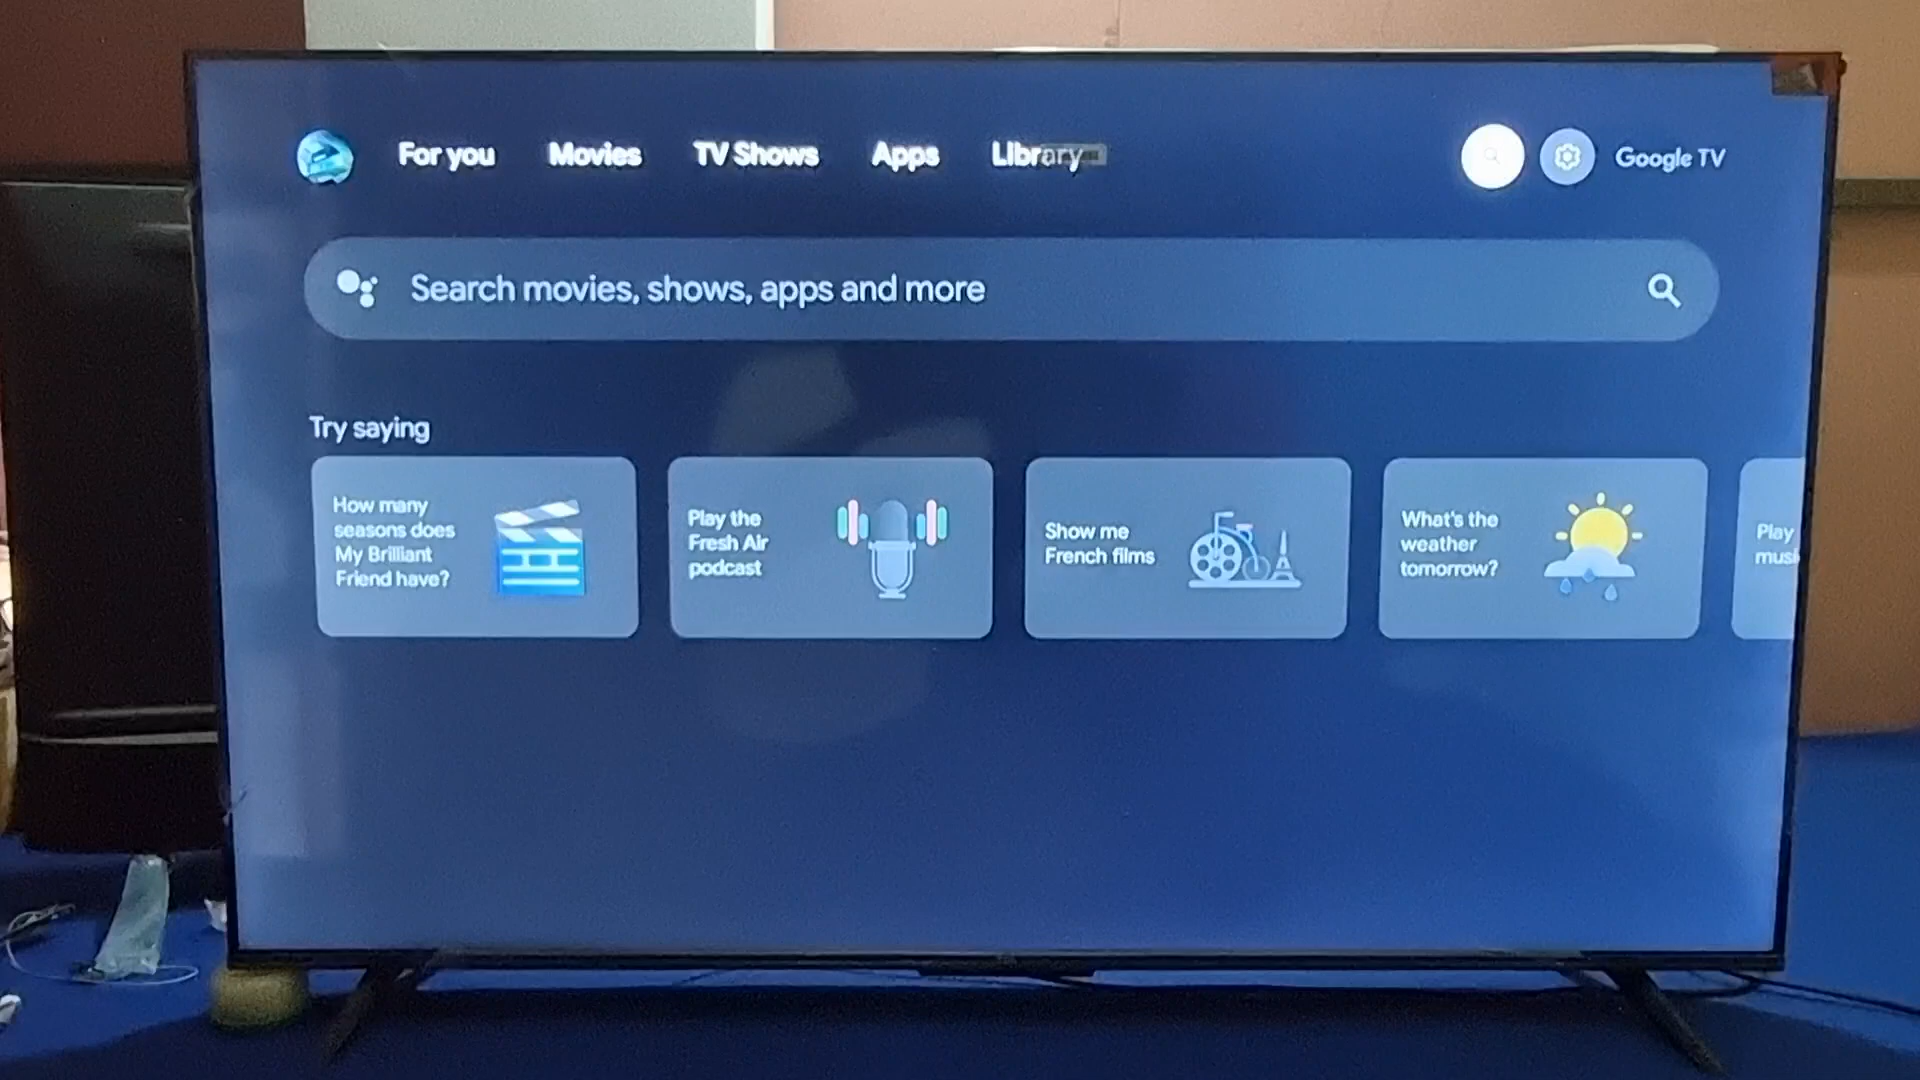 For you Movies TV Shows Apps Library Google TV
Search movies, shows, apps and more
Try saying
How many
seasons does
My Brilliant
Friend have?
Play the
Fresh Air
podcast
Show me
French films
What's the
weather
tomorrow?
Play